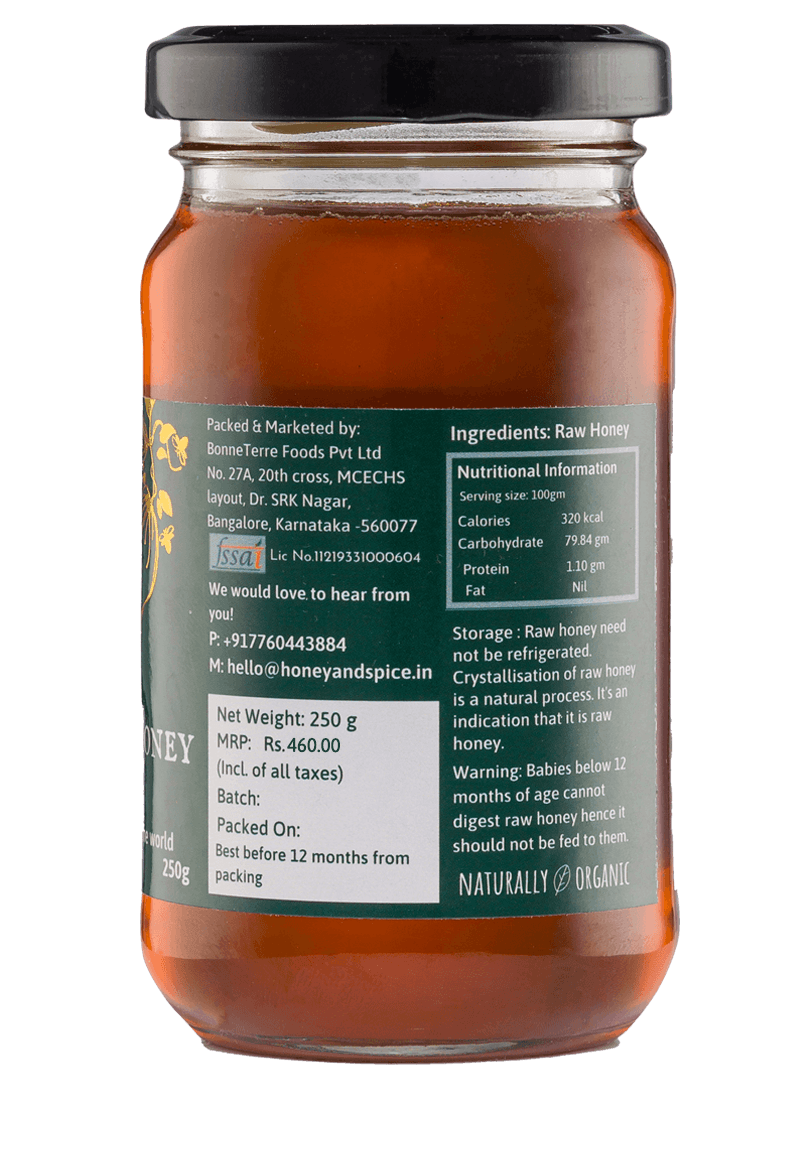 Packed & Marketed by:
BonneTerre Foods Pvt Ltd
No. 27A, 20th cross, MCECHS
layout, Dr. SRK Nagar,
Bangalore, Karnataka -560077
fssai Lic No.11219331000604
We would love to hear from
you!
P: +917760443884
M: hello@honeyandspice.in
Net Weight: 250 g
MRP: Rs.460.00
(Incl. of all taxes)
Batch:
Packed On:
Best before 12 months from
packing
Ingredients: Raw Honey
Nutritional Information
Serving size: 100gm
Calories 320 kcal
Carbohydrate 79.84 gm
Protein 1.10 gm
Fat Nil
Storage : Raw honey need
not be refrigerated.
Crystallisation of raw honey
is a natural process. It's an
indication that it is raw
honey.
Warning: Babies below 12
months of age cannot
digest raw honey hence it
should not be fed to them.
NATURALLY ORGANIC
ONEY
world
250g